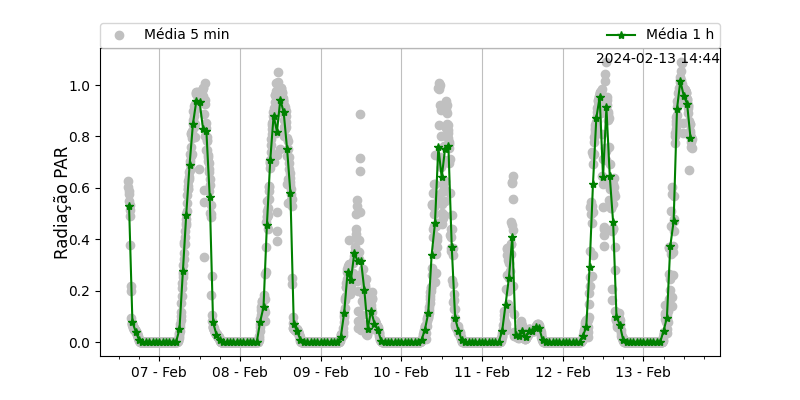 Média 5 min
Média 1 h
2024-02-13 14:44
Radiação PAR
1.0
0.8
0.6
0.4
0.2
0.0
07 - Feb
08 - Feb
09 - Feb
10 - Feb
11 - Feb
12 - Feb
13 - Feb